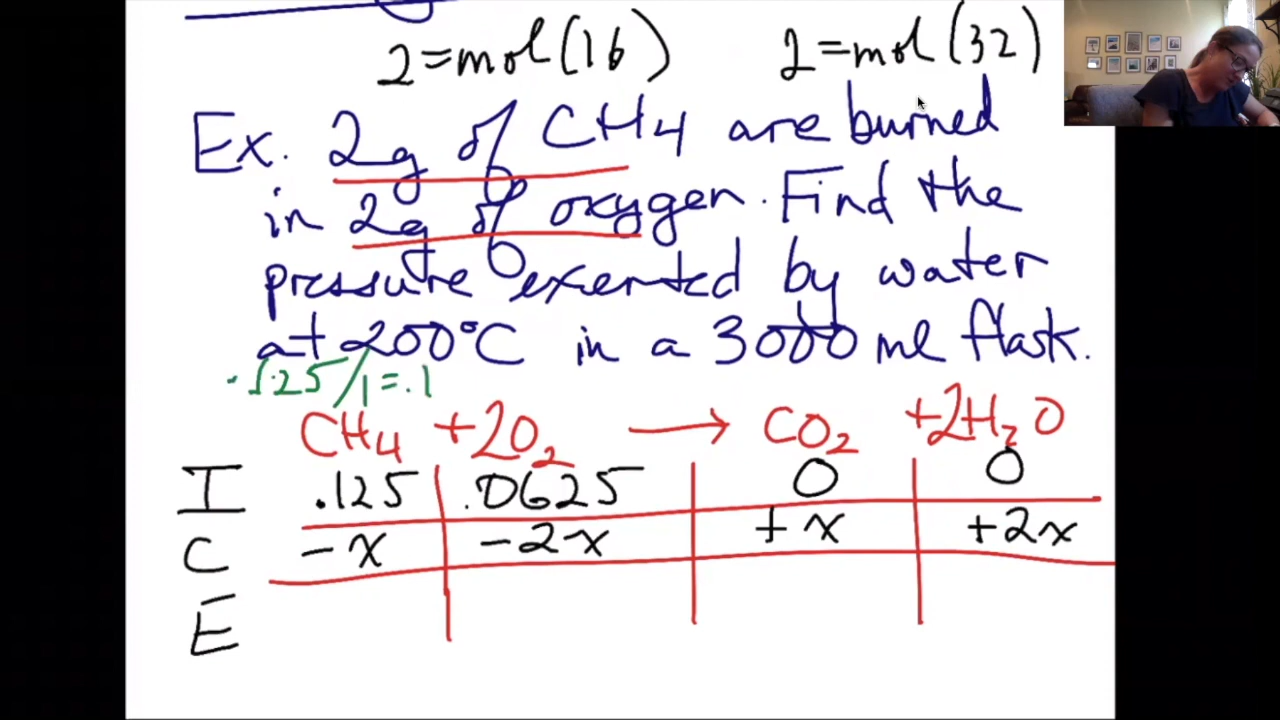 2=mol(16) 2=mol(32)
Ex. 2g of CH4 are burned
in 2g of oxygen. Find the
pressure exerted by water
at 200°C in a 3000 ml flask.
.125/1=.1
CH4 +2O2 → CO2 +2H2O
I .125 .0625 0 0
C -x -2x +x +2x
E